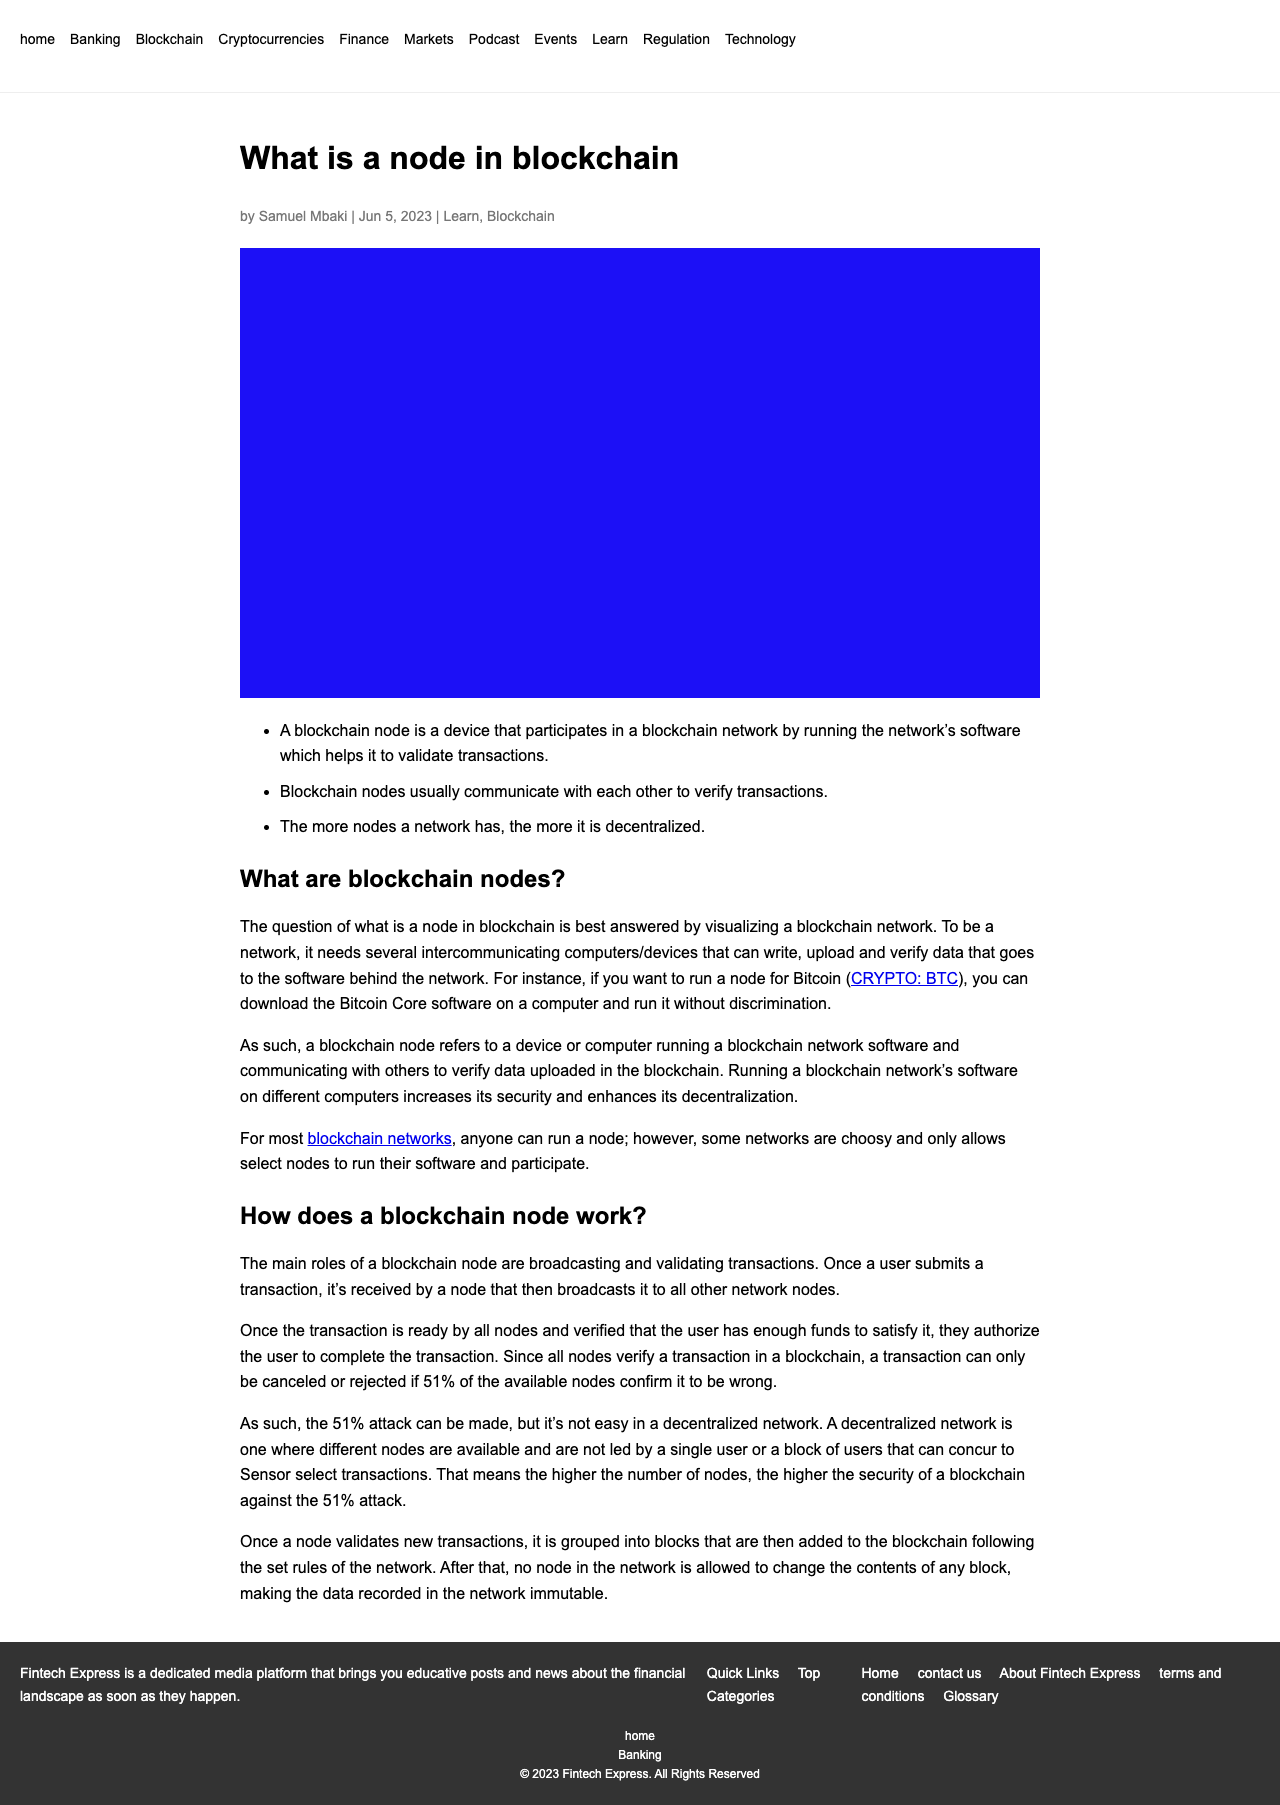 home Banking Blockchain Cryptocurrencies Finance Markets Podcast Events Learn Regulation Technology
What is a node in blockchain
by Samuel Mbaki | Jun 5, 2023 | Learn, Blockchain
• A blockchain node is a device that participates in a blockchain network by running the network’s software
which helps it to validate transactions.
• Blockchain nodes usually communicate with each other to verify transactions.
• The more nodes a network has, the more it is decentralized.
What are blockchain nodes?
The question of what is a node in blockchain is best answered by visualizing a blockchain network. To be a
network, it needs several intercommunicating computers/devices that can write, upload and verify data that goes
to the software behind the network. For instance, if you want to run a node for Bitcoin (CRYPTO: BTC), you can
download the Bitcoin Core software on a computer and run it without discrimination.
As such, a blockchain node refers to a device or computer running a blockchain network software and
communicating with others to verify data uploaded in the blockchain. Running a blockchain network’s software
on different computers increases its security and enhances its decentralization.
For most blockchain networks, anyone can run a node; however, some networks are choosy and only allows
select nodes to run their software and participate.
How does a blockchain node work?
The main roles of a blockchain node are broadcasting and validating transactions. Once a user submits a
transaction, it’s received by a node that then broadcasts it to all other network nodes.
Once the transaction is ready by all nodes and verified that the user has enough funds to satisfy it, they authorize
the user to complete the transaction. Since all nodes verify a transaction in a blockchain, a transaction can only
be canceled or rejected if 51% of the available nodes confirm it to be wrong.
As such, the 51% attack can be made, but it’s not easy in a decentralized network. A decentralized network is
one where different nodes are available and are not led by a single user or a block of users that can concur to
Sensor select transactions. That means the higher the number of nodes, the higher the security of a blockchain
against the 51% attack.
Once a node validates new transactions, it is grouped into blocks that are then added to the blockchain following
the set rules of the network. After that, no node in the network is allowed to change the contents of any block,
making the data recorded in the network immutable.
Fintech Express is a dedicated media platform that brings you educative posts and news about the financial
landscape as soon as they happen.
Quick Links Top
Categories
Home contact us About Fintech Express terms and
conditions Glossary
home
Banking
© 2023 Fintech Express. All Rights Reserved